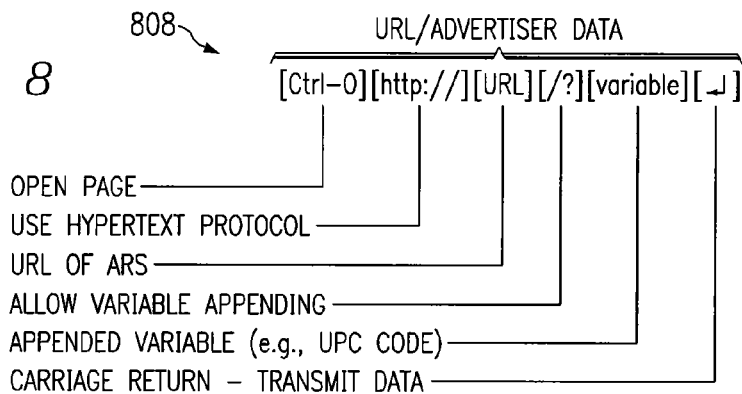 808
URL/ADVERTISER DATA
8
[Ctrl-O][http://][URL][/?][variable][↵]
OPEN PAGE
USE HYPERTEXT PROTOCOL
URL OF ARS
ALLOW VARIABLE APPENDING
APPENDED VARIABLE (e.g., UPC CODE)
CARRIAGE RETURN – TRANSMIT DATA